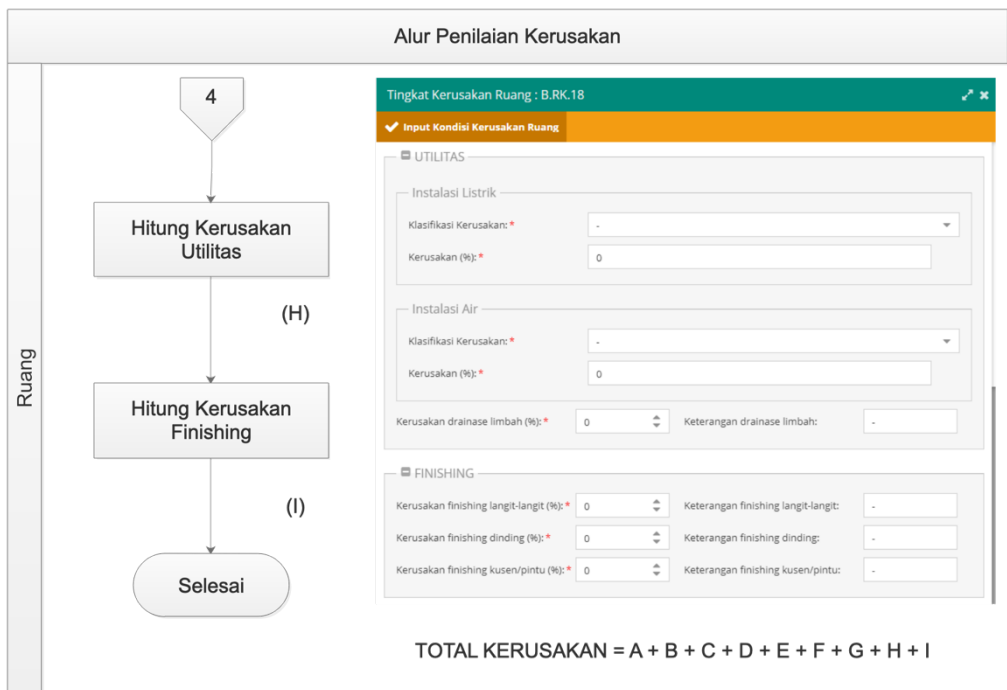 Alur Penilaian Kerusakan
Ruang
4
Hitung Kerusakan
Utilitas
(H)
Hitung Kerusakan
Finishing
(I)
Selesai
Tingkat Kerusakan Ruang : B.RK.18
Input Kondisi Kerusakan Ruang
UTILITAS
Instalasi Listrik
Klasifikasi Kerusakan: * -
Kerusakan (%): * 0
Instalasi Air
Klasifikasi Kerusakan: * -
Kerusakan (%): * 0
Kerusakan drainase limbah (%): * 0 Keterangan drainase limbah: -
FINISHING
Kerusakan finishing langit-langit (%): * 0 Keterangan finishing langit-langit: -
Kerusakan finishing dinding (%): * 0 Keterangan finishing dinding: -
Kerusakan finishing kusen/pintu (%): * 0 Keterangan finishing kusen/pintu: -
TOTAL KERUSAKAN = A + B + C + D + E + F + G + H + I